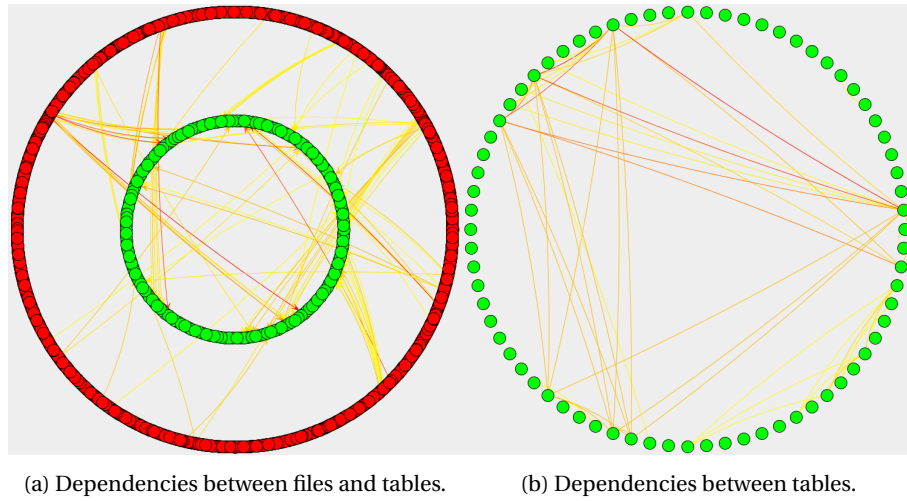 (a) Dependencies between files and tables.
(b) Dependencies between tables.